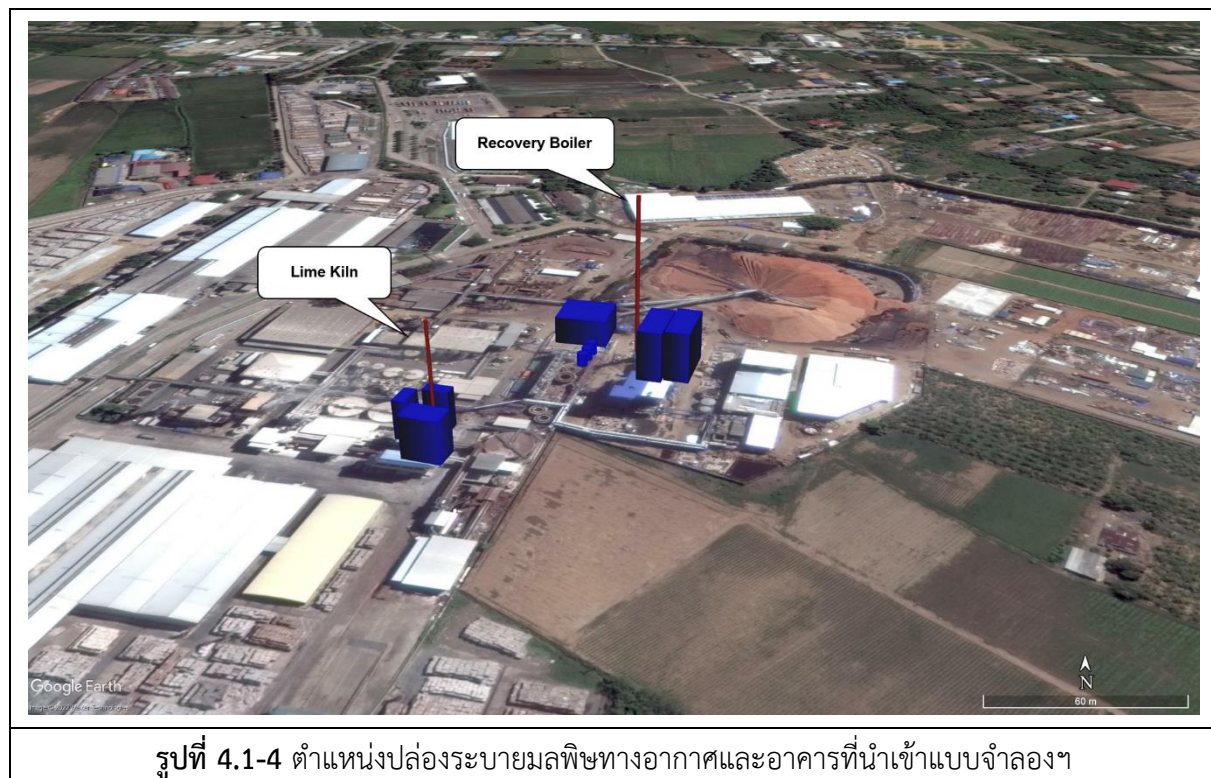 Recovery Boiler
Lime Kiln
Google Earth
N
60 m
รูปที่ 4.1-4 ตำแหน่งปล่องระบายมลพิษทางอากาศและอาคารที่นำเข้าแบบจำลองฯ